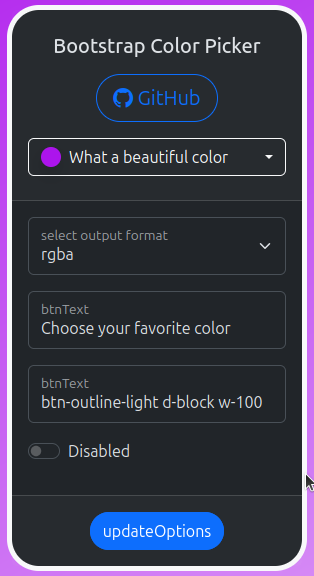 Bootstrap Color Picker
GitHub
What a beautiful color
select output format
rgba
btnText
Choose your favorite color
btnText
btn-outline-light d-block w-100
Disabled
updateOptions